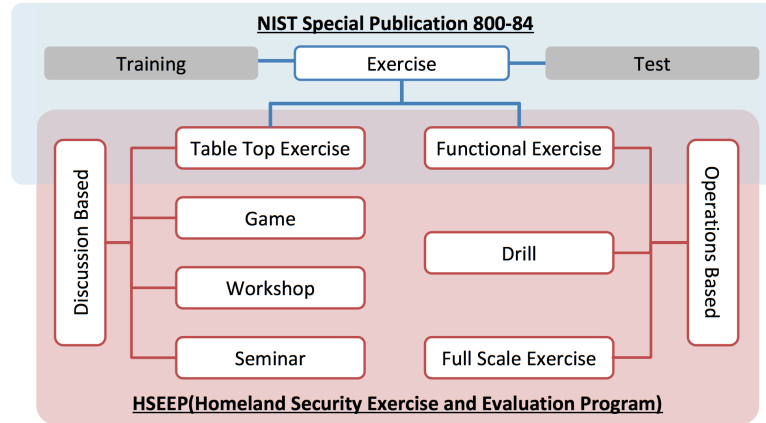 NIST Special Publication 800-84
Training
Exercise
Test
Table Top Exercise
Functional Exercise
Discussion Based
Game
Workshop
Seminar
Drill
Full Scale Exercise
Operations Based
HSEEP(Homeland Security Exercise and Evaluation Program)